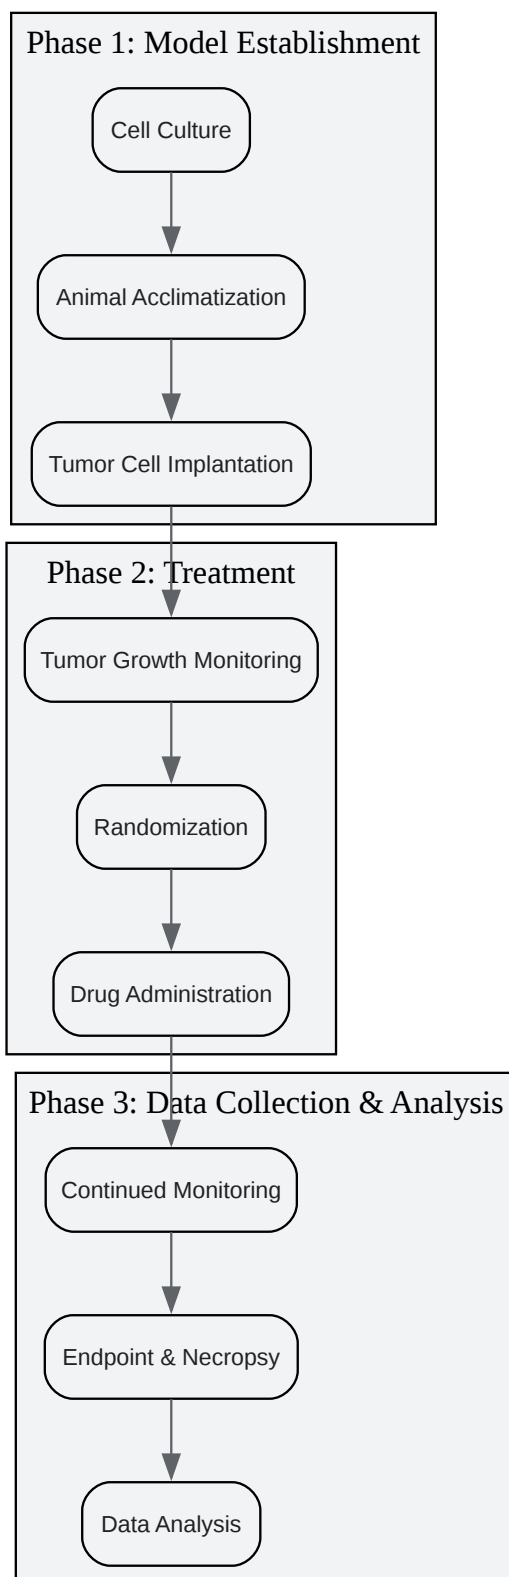 Phase 1: Model Establishment
Cell Culture
Animal Acclimatization
Tumor Cell Implantation
Phase 2: Treatment
Tumor Growth Monitoring
Randomization
Drug Administration
Phase 3: Data Collection & Analysis
Continued Monitoring
Endpoint & Necropsy
Data Analysis